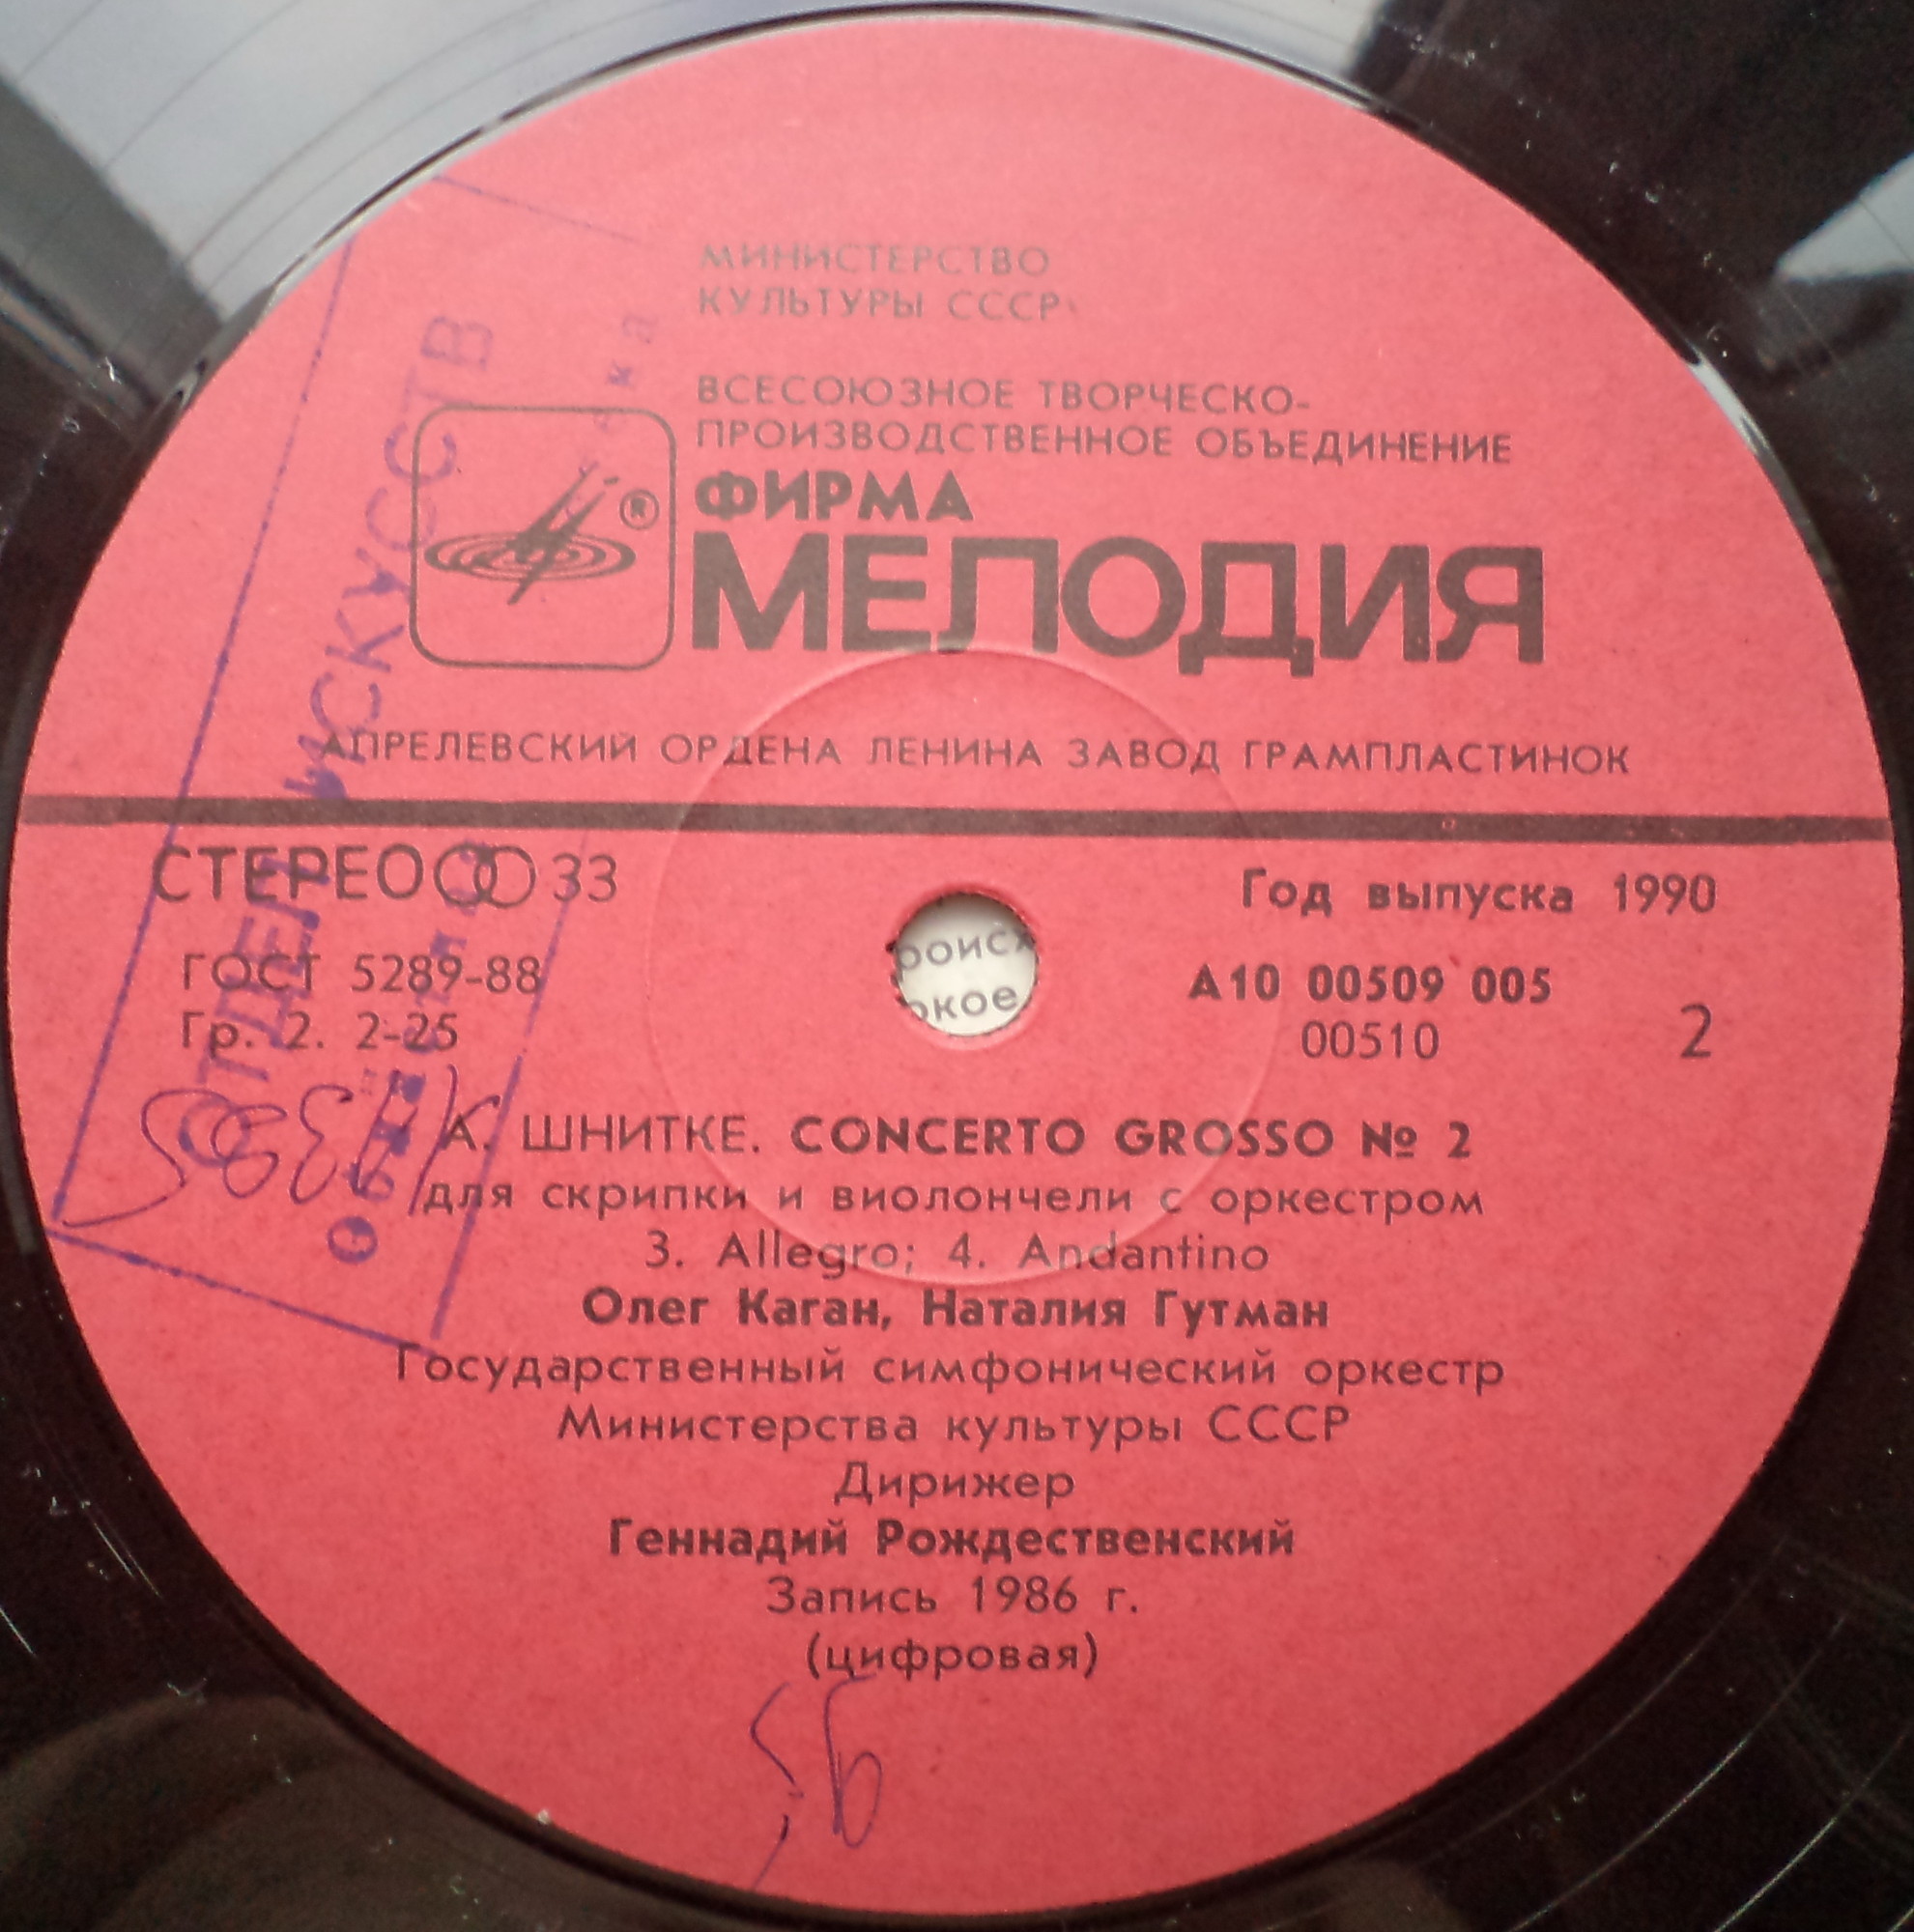 МИНИСТЕРСТВО
КУЛЬТУРЫ СССР
ВСЕСОЮЗНОЕ ТВОРЧЕСКО-
ПРОИЗВОДСТВЕННОЕ ОБЪЕДИНЕНИЕ
®
ФИРМА
МЕЛОДИЯ
АПРЕЛЕВСКИЙ ОРДЕНА ЛЕНИНА ЗАВОД ГРАМПЛАСТИНОК
СТЕРЕО 33
ГОСТ 5289-88
Гр. 2. 2-25
Год выпуска 1990
А10 00509 005
00510
2
А. ШНИТКЕ. CONCERTO GROSSO № 2
для скрипки и виолончели с оркестром
3. Allegro; 4. Andantino
Олег Каган, Наталия Гутман
Государственный симфонический оркестр
Министерства культуры СССР
Дирижер
Геннадий Рождественский
Запись 1986 г.
(цифровая)
ОТДЕЛ ИСКУССТВ